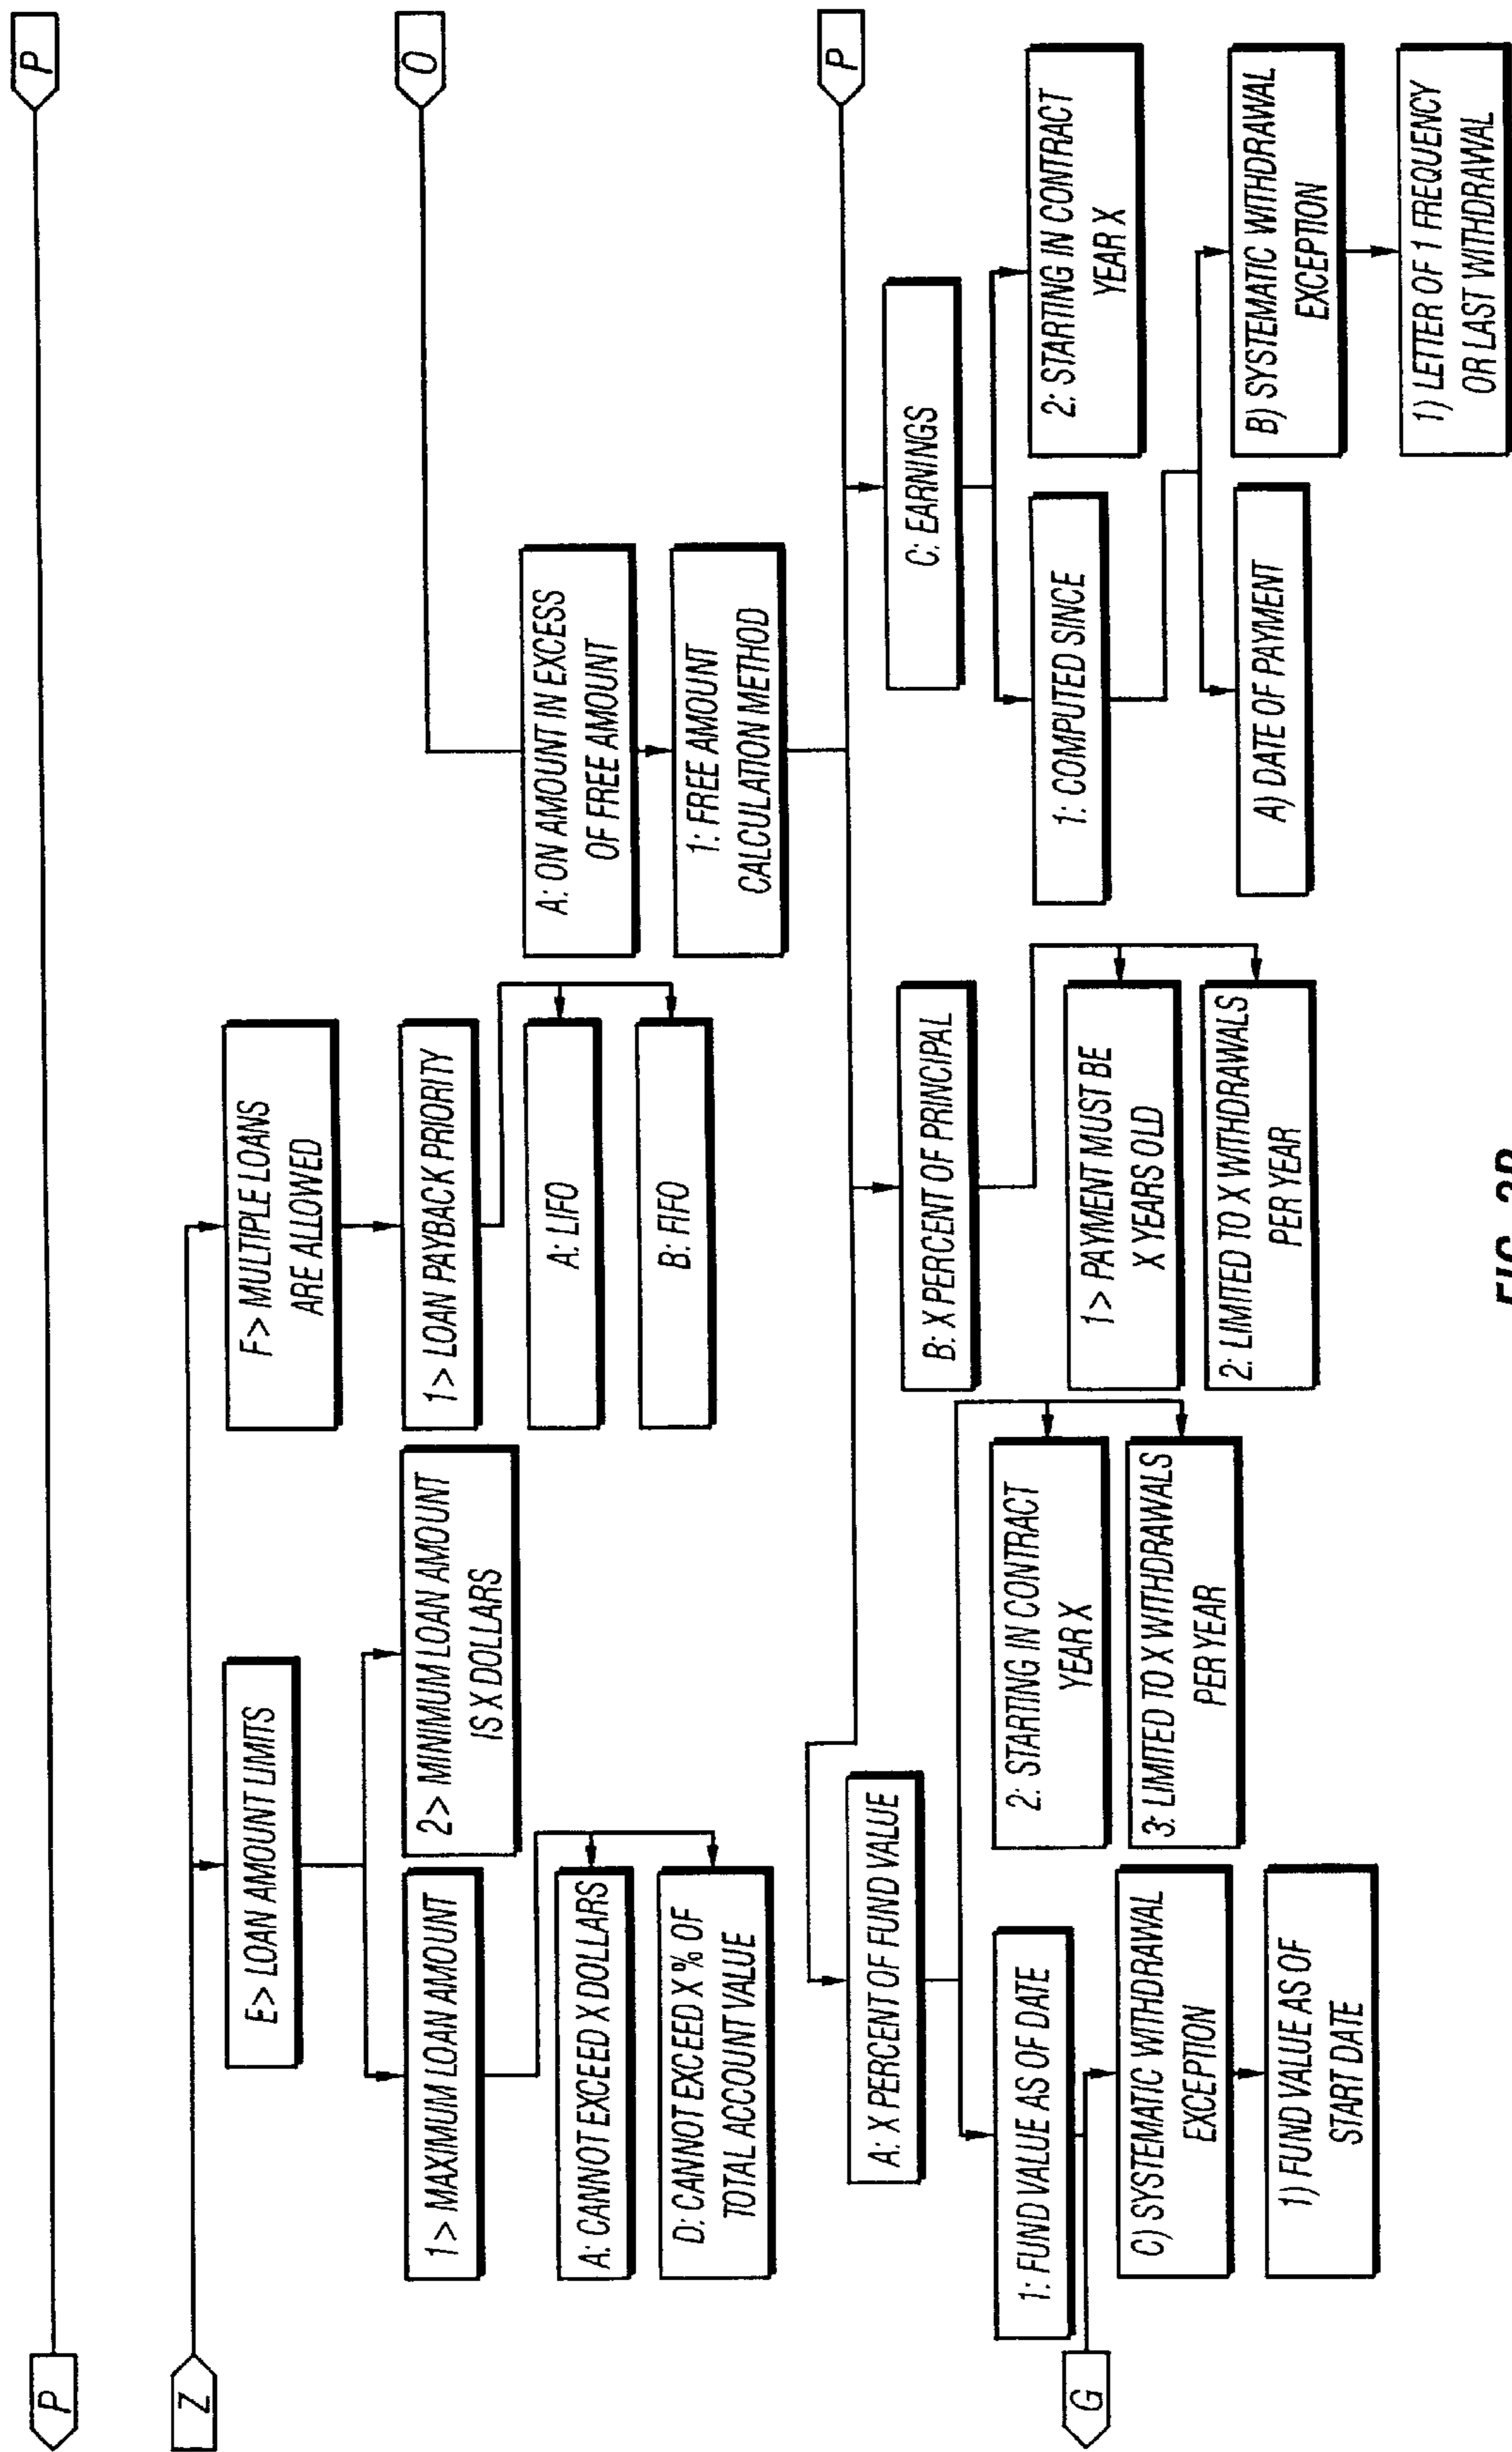 P
P
Z
E> LOAN AMOUNT LIMITS
1> MAXIMUM LOAN AMOUNT
A: CANNOT EXCEED X DOLLARS
D: CANNOT EXCEED X % OF
TOTAL ACCOUNT VALUE
2> MINIMUM LOAN AMOUNT
IS X DOLLARS
F> MULTIPLE LOANS
ARE ALLOWED
1> LOAN PAYBACK PRIORITY
A: LIFO
B: FIFO
O
A: ON AMOUNT IN EXCESS
OF FREE AMOUNT
1: FREE AMOUNT
CALCULATION METHOD
P
A: X PERCENT OF FUND VALUE
1: FUND VALUE AS OF DATE
G
C) SYSTEMATIC WITHDRAWAL
EXCEPTION
1) FUND VALUE AS OF
START DATE
2: STARTING IN CONTRACT
YEAR X
3: LIMITED TO X WITHDRAWALS
PER YEAR
B: X PERCENT OF PRINCIPAL
1> PAYMENT MUST BE
X YEARS OLD
2: LIMITED TO X WITHDRAWALS
PER YEAR
C: EARNINGS
1: COMPUTED SINCE
A) DATE OF PAYMENT
2: STARTING IN CONTRACT
YEAR X
B) SYSTEMATIC WITHDRAWAL
EXCEPTION
1) LETTER OF 1 FREQUENCY
OR LAST WITHDRAWAL